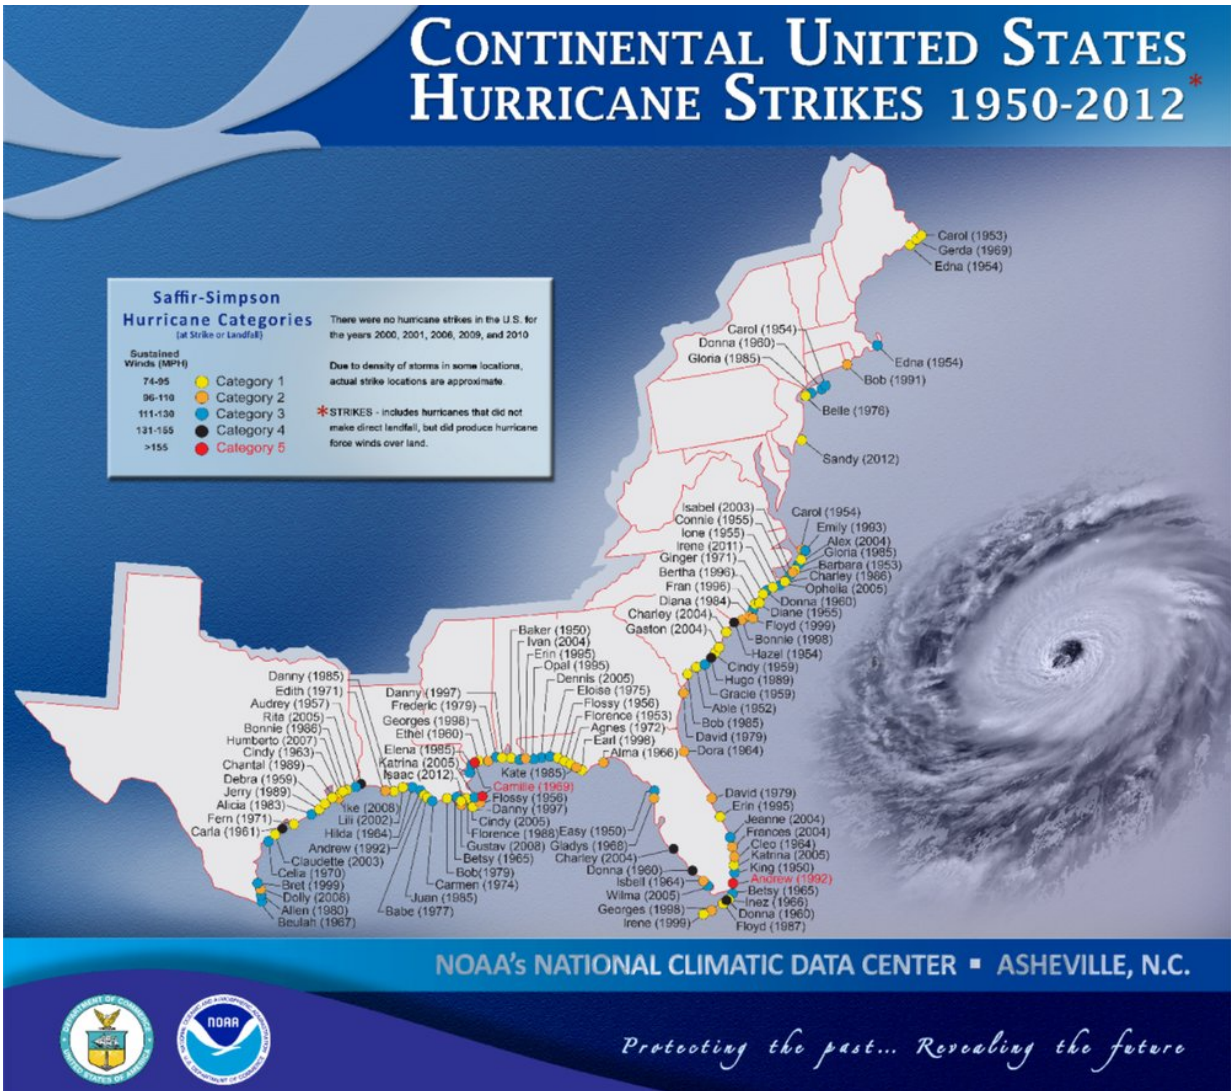 CONTINENTAL UNITED STATES
HURRICANE STRIKES 1950-2012*
Saffir-Simpson
Hurricane Categories
(at Strike or Landfall)
Sustained
Winds (MPH)
74-95 Category 1
96-110 Category 2
111-130 Category 3
131-155 Category 4
>155 Category 5
There were no hurricane strikes in the U.S. for
the years 2000, 2001, 2006, 2009, and 2010
Due to density of storms in some locations,
actual strike locations are approximate.
*STRIKES - includes hurricanes that did not
make direct landfall, but did produce hurricane
force winds over land.
Carol (1953)
Gerda (1969)
Edna (1954)
Carol (1954)
Donna (1960)
Gloria (1985)
Edna (1954)
Bob (1991)
Belle (1976)
Sandy (2012)
Isabel (2003)
Connie (1955)
Ione (1955)
Irene (2011)
Ginger (1971)
Bertha (1996)
Fran (1996)
Diana (1984)
Charley (2004)
Gaston (2004)
Carol (1954)
Emily (1993)
Alex (2004)
Gloria (1985)
Barbara (1953)
Charley (1986)
Ophelia (2005)
Donna (1960)
Diane (1955)
Floyd (1999)
Bonnie (1998)
Hazel (1954)
Cindy (1959)
Hugo (1989)
Gracie (1959)
Able (1952)
Bob (1985)
David (1979)
Dora (1964)
Baker (1950)
Ivan (2004)
Erin (1995)
Opal (1995)
Dennis (2005)
Eloise (1975)
Flossy (1956)
Florence (1953)
Agnes (1972)
Earl (1998)
Alma (1966)
Danny (1997)
Frederic (1979)
Georges (1998)
Ethel (1960)
Elena (1985)
Katrina (2005)
Isaac (2012)
Kate (1985)
Camille (1969)
Flossy (1956)
Danny (1997)
Cindy (2005)
Florence (1988)
Gustav (2008)
Betsy (1965)
Bob(1979)
Carmen (1974)
Juan (1985)
Babe (1977)
Danny (1985)
Edith (1971)
Audrey (1957)
Rita (2005)
Bonnie (1986)
Humberto (2007)
Cindy (1963)
Chantal (1989)
Debra (1959)
Jerry (1989)
Alicia (1983)
Fern (1971)
Carla (1961)
Ike (2008)
Lili (2002)
Hilda (1964)
Andrew (1992)
Claudette (2003)
Celia (1970)
Bret (1999)
Dolly (2008)
Allen (1980)
Beulah (1967)
Easy (1950)
Gladys (1968)
Charley (2004)
Donna (1960)
Isbell (1964)
Wilma (2005)
Georges (1998)
Irene (1999)
David (1979)
Erin (1995)
Jeanne (2004)
Frances (2004)
Cleo (1964)
Katrina (2005)
King (1950)
Andrew (1992)
Betsy (1965)
Inez (1966)
Donna (1960)
Floyd (1987)
NOAA's NATIONAL CLIMATIC DATA CENTER ▪ ASHEVILLE, N.C.
DEPARTMENT OF COMMERCE
UNITED STATES OF AMERICA
NATIONAL OCEANIC AND ATMOSPHERIC ADMINISTRATION
NOAA
U.S. DEPARTMENT OF COMMERCE
Protecting the past... Revealing the future